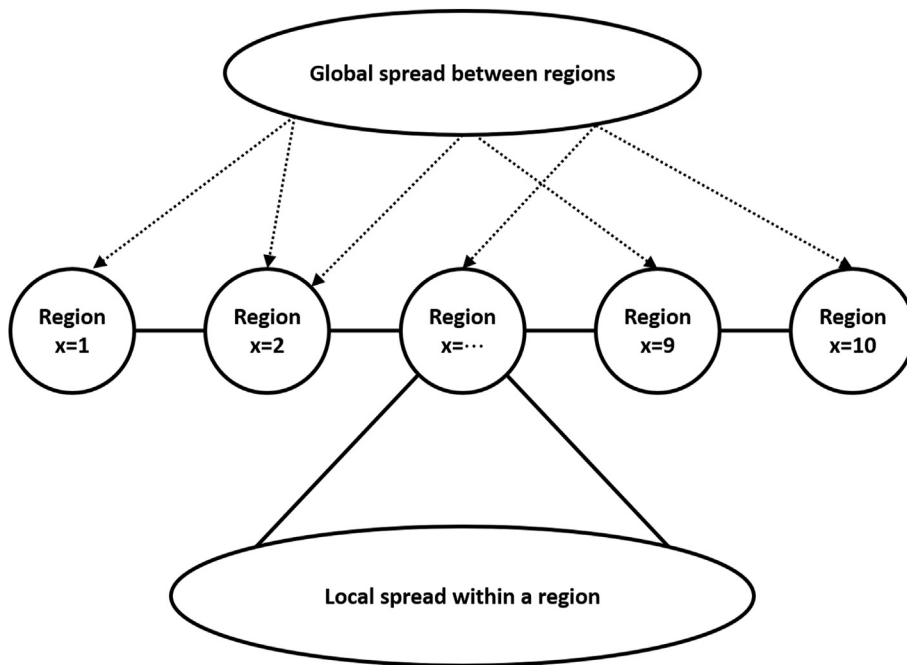 Global spread between regions
Region
x=1
Region
x=2
Region
x=⋯
Region
x=9
Region
x=10
Local spread within a region